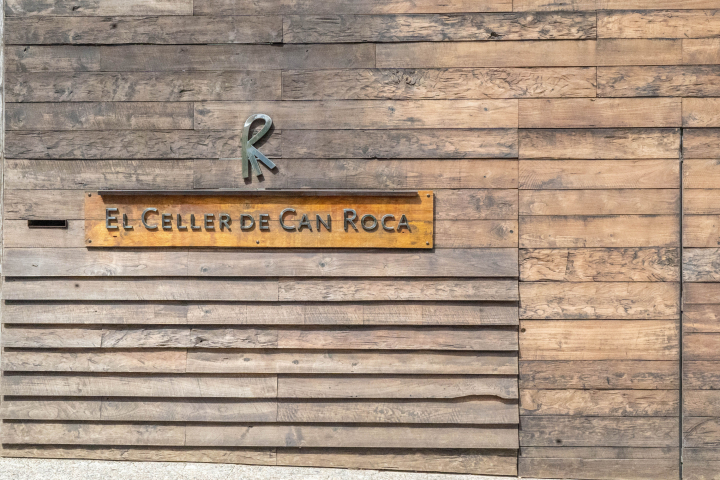 R
EL CELLER DE CAN ROCA